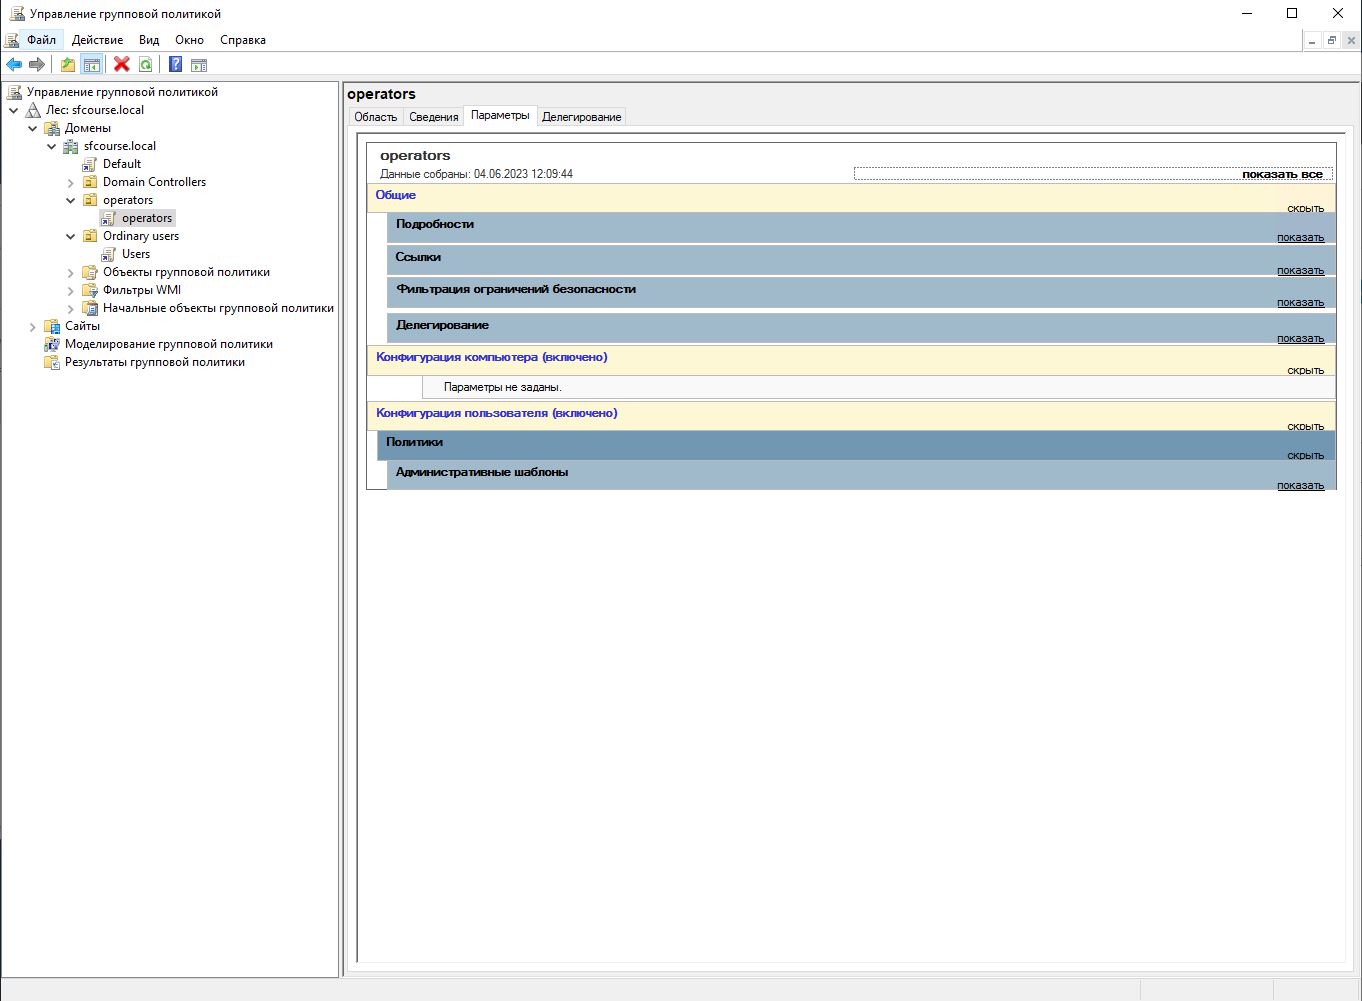 Управление групповой политикой
Файл Действие Вид Окно Справка
Управление групповой политикой
Лес: sfcourse.local
Домены
sfcourse.local
Default
Domain Controllers
operators
operators
Ordinary users
Users
Объекты групповой политики
Фильтры WMI
Начальные объекты групповой политики
Сайты
Моделирование групповой политики
Результаты групповой политики
operators
Область Сведения Параметры Делегирование
operators
Данные собраны: 04.06.2023 12:09:44 показать все
Общие
скрыть
Подробности
показать
Ссылки
показать
Фильтрация ограничений безопасности
показать
Делегирование
показать
Конфигурация компьютера (включено)
скрыть
Параметры не заданы.
Конфигурация пользователя (включено)
скрыть
Политики
скрыть
Административные шаблоны
показать